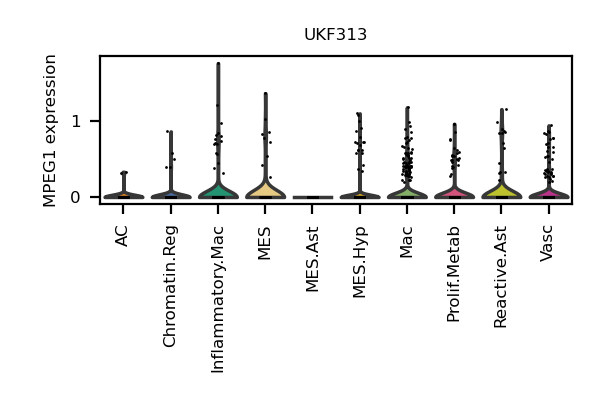 UKF313
MPEG1 expression
1
0
AC
Chromatin.Reg
Inflammatory.Mac
MES
MES.Ast
MES.Hyp
Mac
Prolif.Metab
Reactive.Ast
Vasc